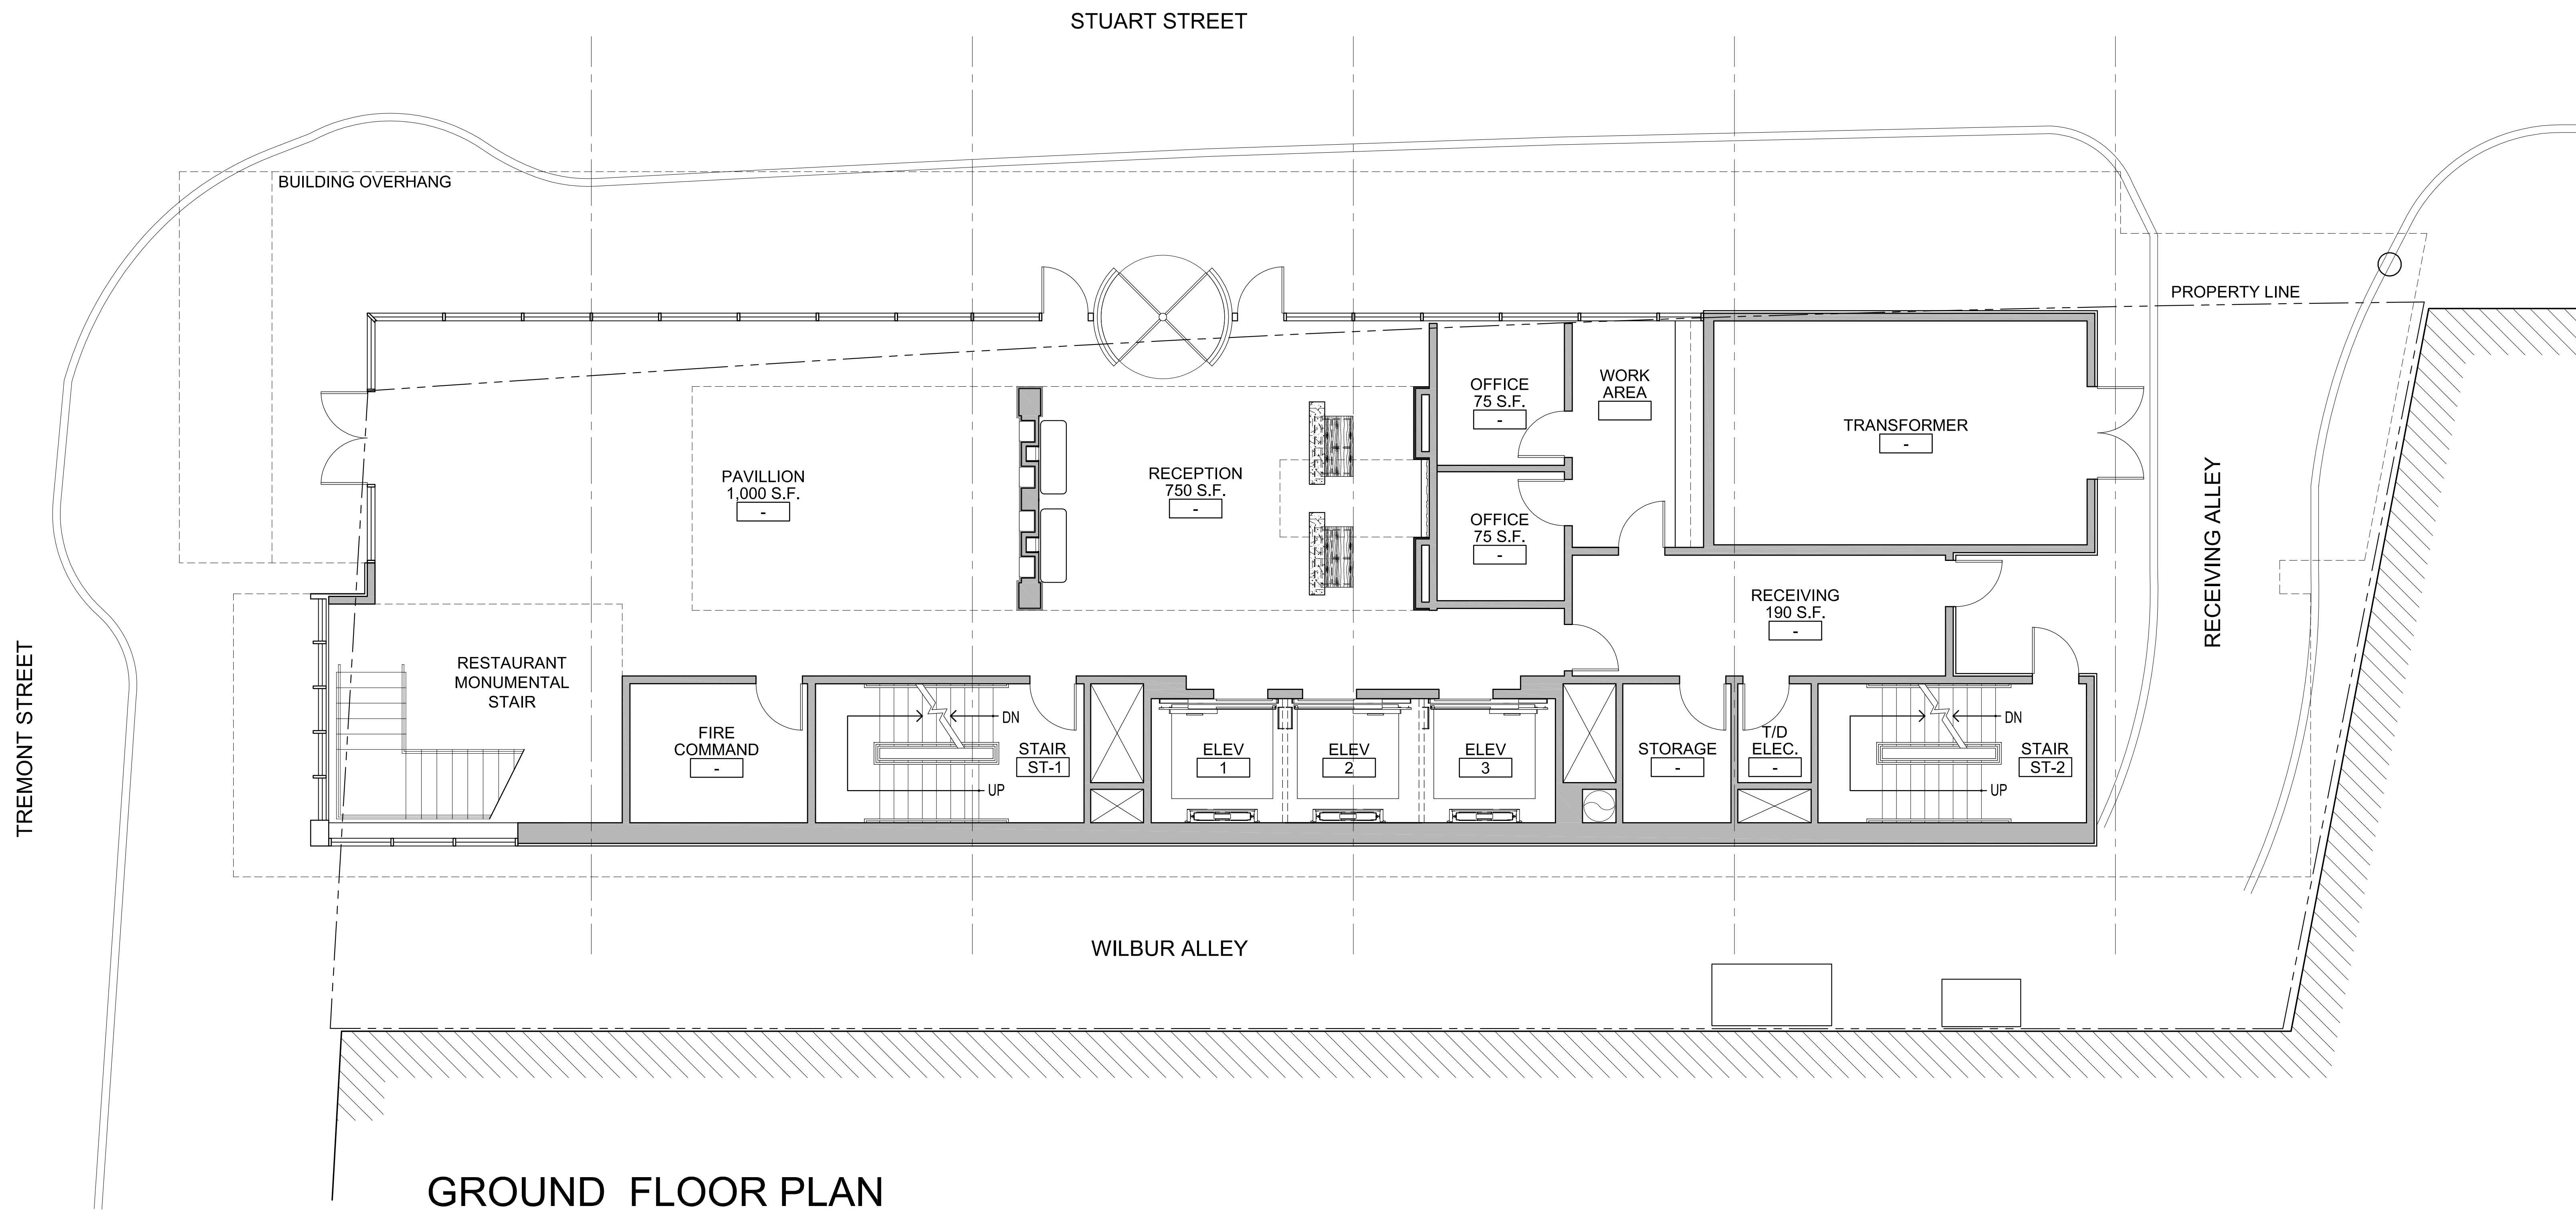 STUART STREET
BUILDING OVERHANG
PROPERTY LINE
OFFICE
75 S.F.
-
WORK
AREA
TRANSFORMER
-
PAVILLION
1,000 S.F.
-
RECEPTION
750 S.F.
-
OFFICE
75 S.F.
-
RECEIVING ALLEY
RECEIVING
190 S.F.
-
TREMONT STREET
RESTAURANT
MONUMENTAL
STAIR
FIRE
COMMAND
-
DN
UP
STAIR
ST-1
ELEV
1
ELEV
2
ELEV
3
STORAGE
-
T/D
ELEC.
-
DN
UP
STAIR
ST-2
WILBUR ALLEY
GROUND FLOOR PLAN